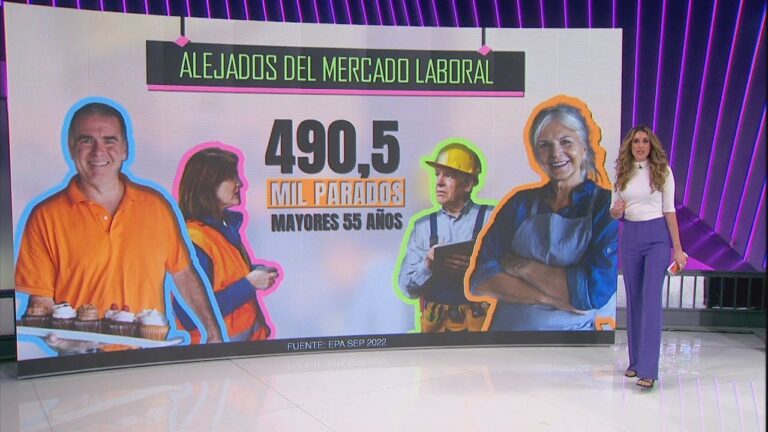 ALEJADOS DEL MERCADO LABORAL
490,5
MIL PARADOS
MAYORES 55 AÑOS
FUENTE: EPA SEP 2022